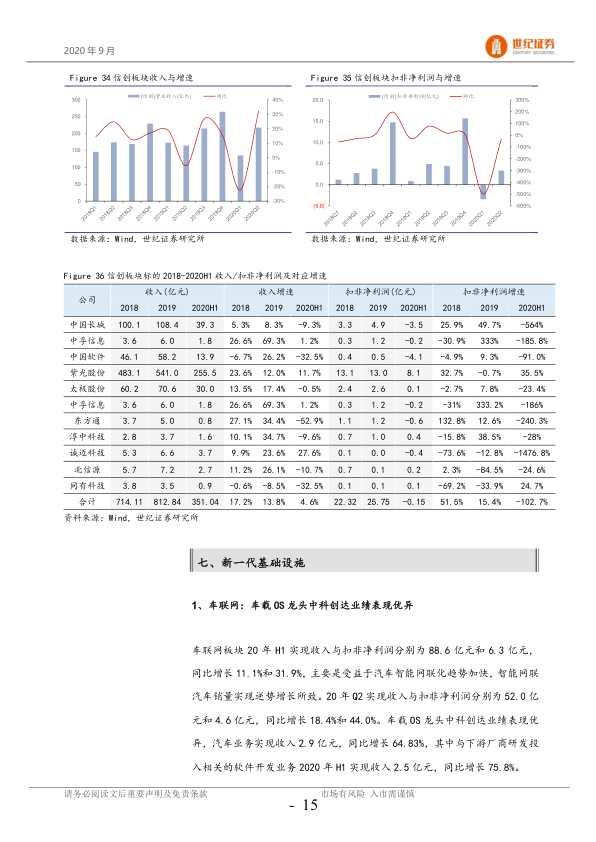 2020 年 9 月
世纪证券
CENTURY SECURITIES
Figure 34 信创板块收入与增速
(信创)营业收入(亿元) 同比
300
250
200
150
100
50
0
40%
30%
20%
10%
0%
-10%
-20%
-30%
2018Q1 2018Q2 2018Q3 2018Q4 2019Q1 2019Q2 2019Q3 2019Q4 2020Q1 2020Q2
数据来源：Wind，世纪证券研究所
Figure 35 信创板块扣非净利润与增速
(信创)扣非净利润(亿元) 同比
20.0
15.0
10.0
5.0
0.0
(5.0)
300%
200%
100%
0%
-100%
-200%
-300%
-400%
-500%
-600%
2018Q1 2018Q2 2018Q3 2018Q4 2019Q1 2019Q2 2019Q3 2019Q4 2020Q1 2020Q2
数据来源：Wind，世纪证券研究所
Figure 36 信创板块标的 2018-2020H1 收入/扣非净利润及对应增速
公司 收入(亿元) 收入增速 扣非净利润(亿元) 扣非净利润增速
2018 2019 2020H1 2018 2019 2020H1 2018 2019 2020H1 2018 2019 2020H1
中国长城 100.1 108.4 39.3 5.3% 8.3% -9.3% 3.3 4.9 -3.5 25.9% 49.7% -564%
中孚信息 3.6 6.0 1.8 26.6% 69.3% 1.2% 0.3 1.2 -0.2 -30.9% 333% -185.8%
中国软件 46.1 58.2 13.9 -6.7% 26.2% -32.5% 0.4 0.5 -4.1 -4.9% 9.3% -91.0%
紫光股份 483.1 541.0 255.5 23.6% 12.0% 11.7% 13.1 13.0 8.1 32.7% -0.7% 35.5%
太极股份 60.2 70.6 30.0 13.5% 17.4% -0.5% 2.4 2.6 0.1 -2.7% 7.8% -23.4%
中孚信息 3.6 6.0 1.8 26.6% 69.3% 1.2% 0.3 1.2 -0.2 -31% 333.2% -186%
东方通 3.7 5.0 0.8 27.1% 34.4% -52.9% 1.1 1.2 -0.6 132.8% 12.6% -240.3%
淳中科技 2.8 3.7 1.6 10.1% 34.7% -9.6% 0.7 1.0 0.4 -15.8% 38.5% -28%
诚迈科技 5.3 6.6 3.7 9.9% 23.6% 27.6% 0.1 0.0 -0.4 -73.6% -12.8% -1476.8%
北信源 5.7 7.2 2.7 11.2% 26.1% -10.7% 0.7 0.1 0.2 2.3% -84.5% -24.6%
同有科技 3.8 3.5 0.9 -0.6% -8.5% -32.5% 0.1 0.1 0.1 -69.2% -33.9% 24.7%
合计 714.11 812.84 351.04 17.2% 13.8% 4.6% 22.32 25.75 -0.15 51.5% 15.4% -102.7%
资料来源：Wind，世纪证券研究所
七、新一代基础设施
1、车联网：车载 OS 龙头中科创达业绩表现优异
车联网板块 20 年 H1 实现收入与扣非净利润分别为 88.6 亿元和 6.3 亿元，
同比增长 11.1%和 31.9%，主要是受益于汽车智能网联化趋势加快，智能网联
汽车销量实现逆势增长所致。20 年 Q2 实现收入与扣非净利润分别为 52.0 亿
元和 4.6 亿元，同比增长 18.4%和 44.0%。车载 OS 龙头中科创达业绩表现优
异，汽车业务实现收入 2.9 亿元，同比增长 64.83%，其中与下游厂商研发投
入相关的软件开发业务 2020 年 H1 实现收入 2.5 亿元，同比增长 75.8%。
请务必阅读文后重要声明及免责条款 市场有风险 入市需谨慎
- 15